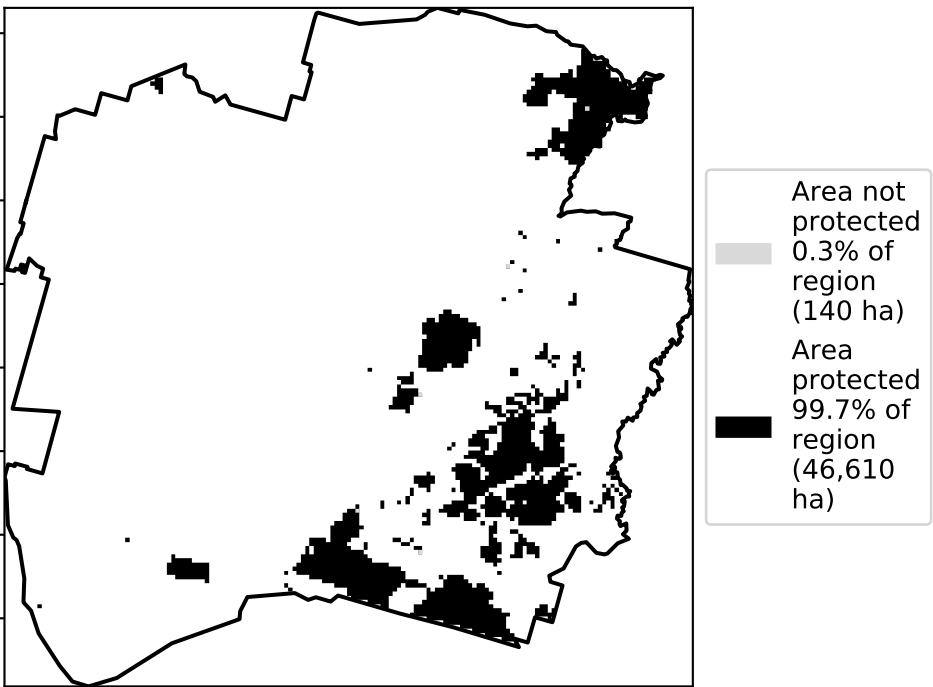 Area not
protected
0.3% of
region
(140 ha)
Area
protected
99.7% of
region
(46,610
ha)